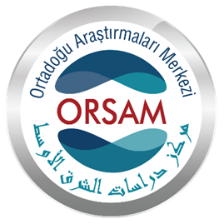 Ortadoğu Araştırmaları Merkezi
ORSAM
مركز دراسات الشرق الأوسط